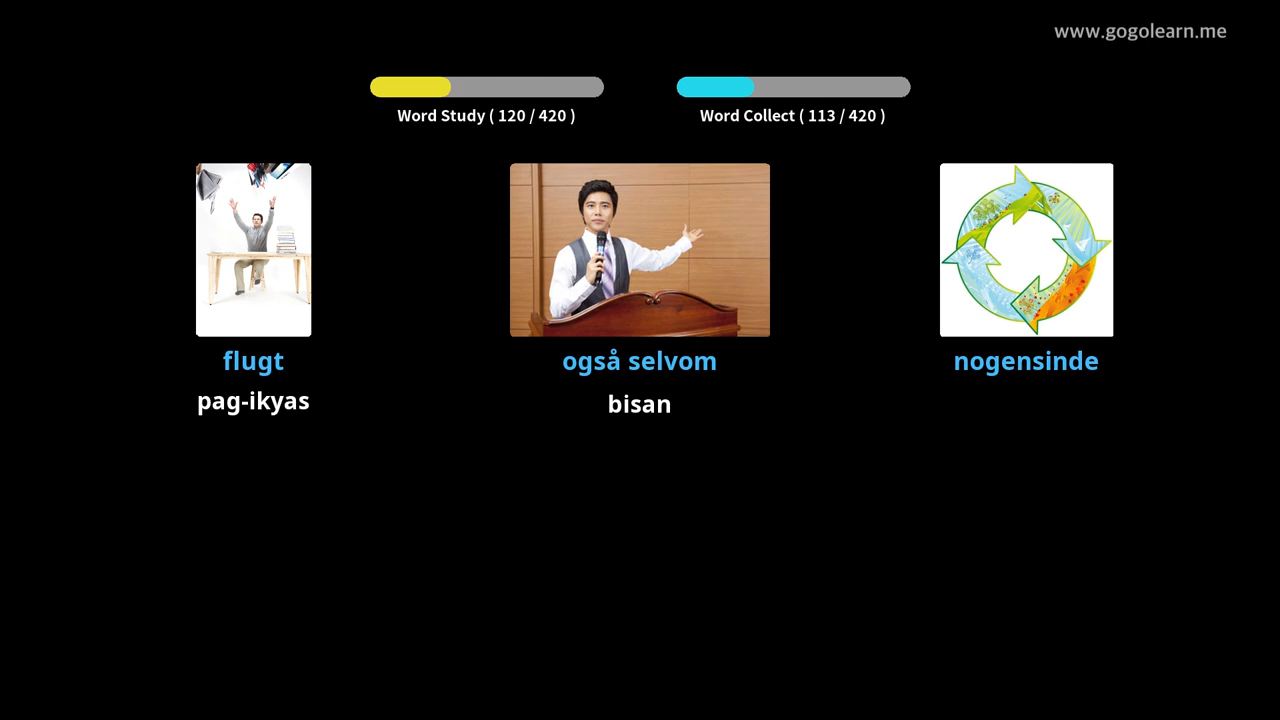 www.gogolearn.me
Word Study ( 120 / 420 )
Word Collect ( 113 / 420 )
flugt
også selvom
nogensinde
pag-ikyas
bisan